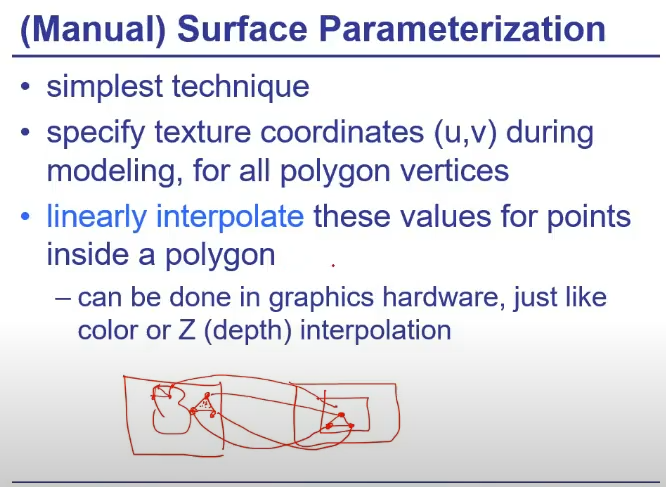 (Manual) Surface Parameterization
• simplest technique
• specify texture coordinates (u,v) during
modeling, for all polygon vertices
• linearly interpolate these values for points
inside a polygon
– can be done in graphics hardware, just like
color or Z (depth) interpolation